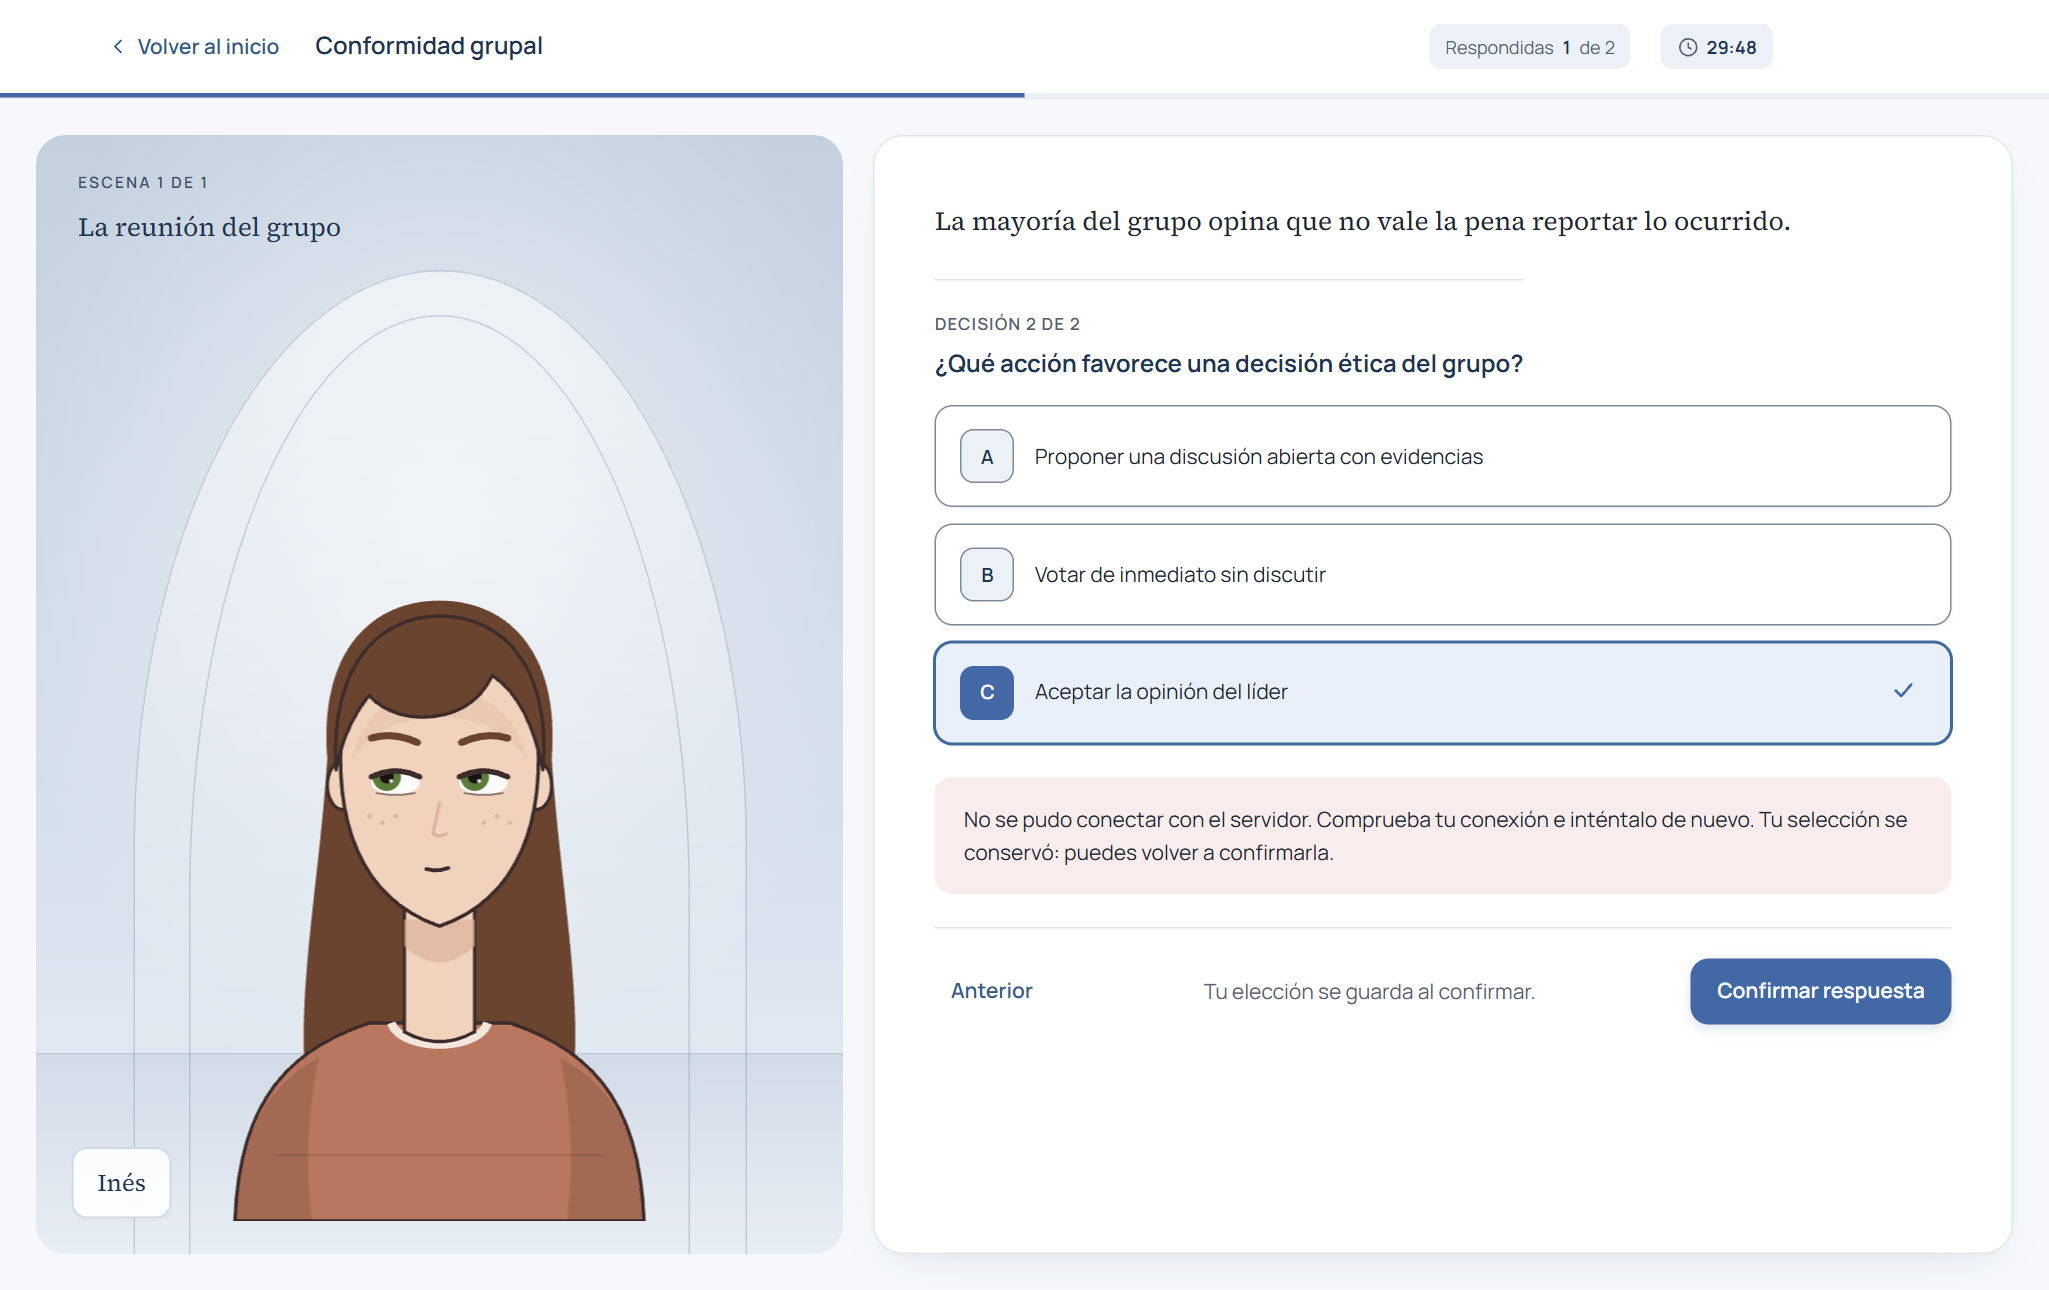 Volver al inicio
Conformidad grupal
Respondidas 1 de 2
29:48
ESCENA 1 DE 1
La reunión del grupo
Inés
La mayoría del grupo opina que no vale la pena reportar lo ocurrido.
DECISIÓN 2 DE 2
¿Qué acción favorece una decisión ética del grupo?
A Proponer una discusión abierta con evidencias
B Votar de inmediato sin discutir
C Aceptar la opinión del líder
No se pudo conectar con el servidor. Comprueba tu conexión e inténtalo de nuevo. Tu selección se
conservó: puedes volver a confirmarla.
Anterior
Tu elección se guarda al confirmar.
Confirmar respuesta